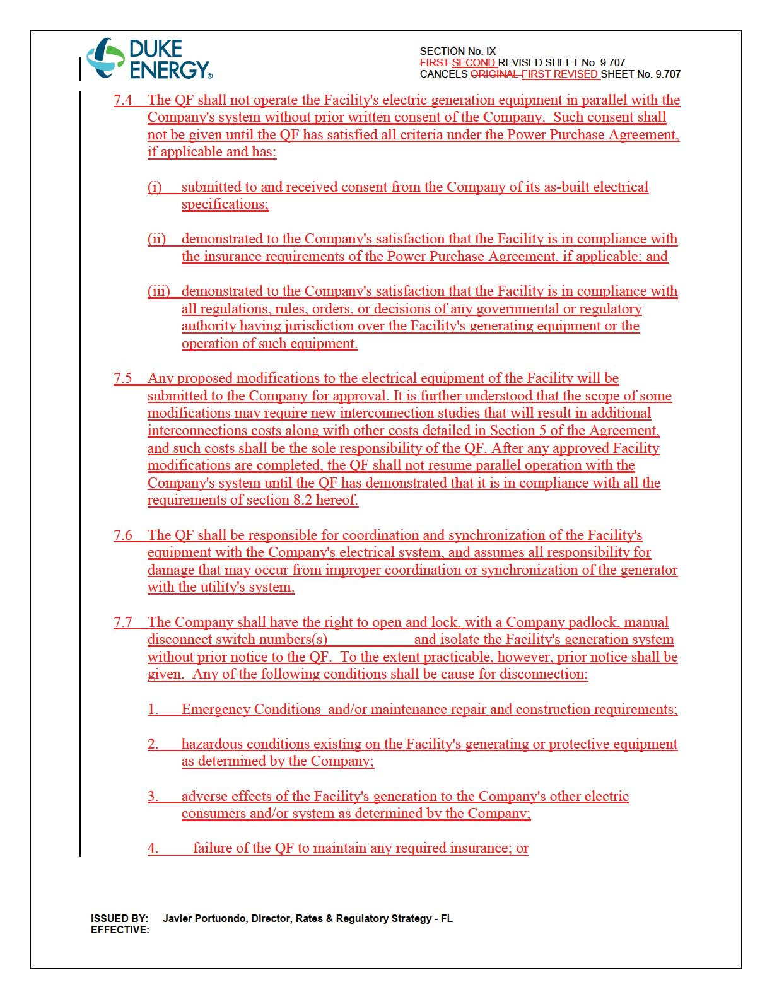 DUKE
ENERGY®
SECTION No. IX
FIRST SECOND REVISED SHEET No. 9.707
CANCELS ORIGINAL FIRST REVISED SHEET No. 9.707
7.4 The QF shall not operate the Facility's electric generation equipment in parallel with the
Company's system without prior written consent of the Company.  Such consent shall
not be given until the QF has satisfied all criteria under the Power Purchase Agreement,
if applicable and has:
(i) submitted to and received consent from the Company of its as-built electrical
specifications;
(ii) demonstrated to the Company's satisfaction that the Facility is in compliance with
the insurance requirements of the Power Purchase Agreement, if applicable; and
(iii) demonstrated to the Company's satisfaction that the Facility is in compliance with
all regulations, rules, orders, or decisions of any governmental or regulatory
authority having jurisdiction over the Facility's generating equipment or the
operation of such equipment.
7.5 Any proposed modifications to the electrical equipment of the Facility will be
submitted to the Company for approval. It is further understood that the scope of some
modifications may require new interconnection studies that will result in additional
interconnections costs along with other costs detailed in Section 5 of the Agreement,
and such costs shall be the sole responsibility of the QF. After any approved Facility
modifications are completed, the QF shall not resume parallel operation with the
Company's system until the QF has demonstrated that it is in compliance with all the
requirements of section 8.2 hereof.
7.6 The QF shall be responsible for coordination and synchronization of the Facility's
equipment with the Company's electrical system, and assumes all responsibility for
damage that may occur from improper coordination or synchronization of the generator
with the utility's system.
7.7 The Company shall have the right to open and lock, with a Company padlock, manual
disconnect switch numbers(s) and isolate the Facility's generation system
without prior notice to the QF.  To the extent practicable, however, prior notice shall be
given.  Any of the following conditions shall be cause for disconnection:
1. Emergency Conditions  and/or maintenance repair and construction requirements;
2. hazardous conditions existing on the Facility's generating or protective equipment
as determined by the Company;
3. adverse effects of the Facility's generation to the Company's other electric
consumers and/or system as determined by the Company;
4. failure of the QF to maintain any required insurance; or
ISSUED BY: Javier Portuondo, Director, Rates & Regulatory Strategy - FL
EFFECTIVE: